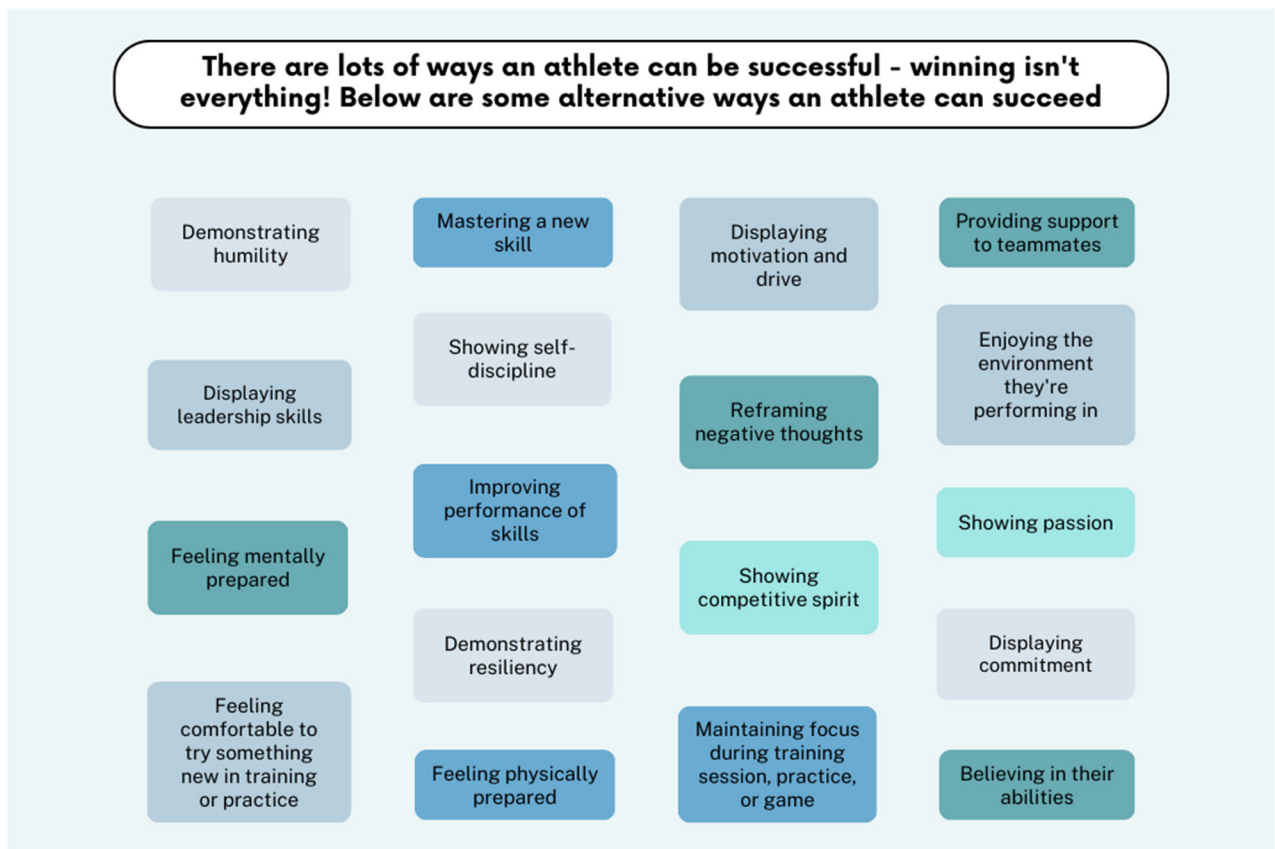 There are lots of ways an athlete can be successful - winning isn't
everything! Below are some alternative ways an athlete can succeed
Demonstrating
humility
Displaying
leadership skills
Feeling mentally
prepared
Feeling
comfortable to
try something
new in training
or practice
Mastering a new
skill
Showing self-
discipline
Improving
performance of
skills
Demonstrating
resiliency
Feeling physically
prepared
Displaying
motivation and
drive
Reframing
negative thoughts
Showing
competitive spirit
Maintaining focus
during training
session, practice,
or game
Providing support
to teammates
Enjoying the
environment
they're
performing in
Showing passion
Displaying
commitment
Believing in their
abilities